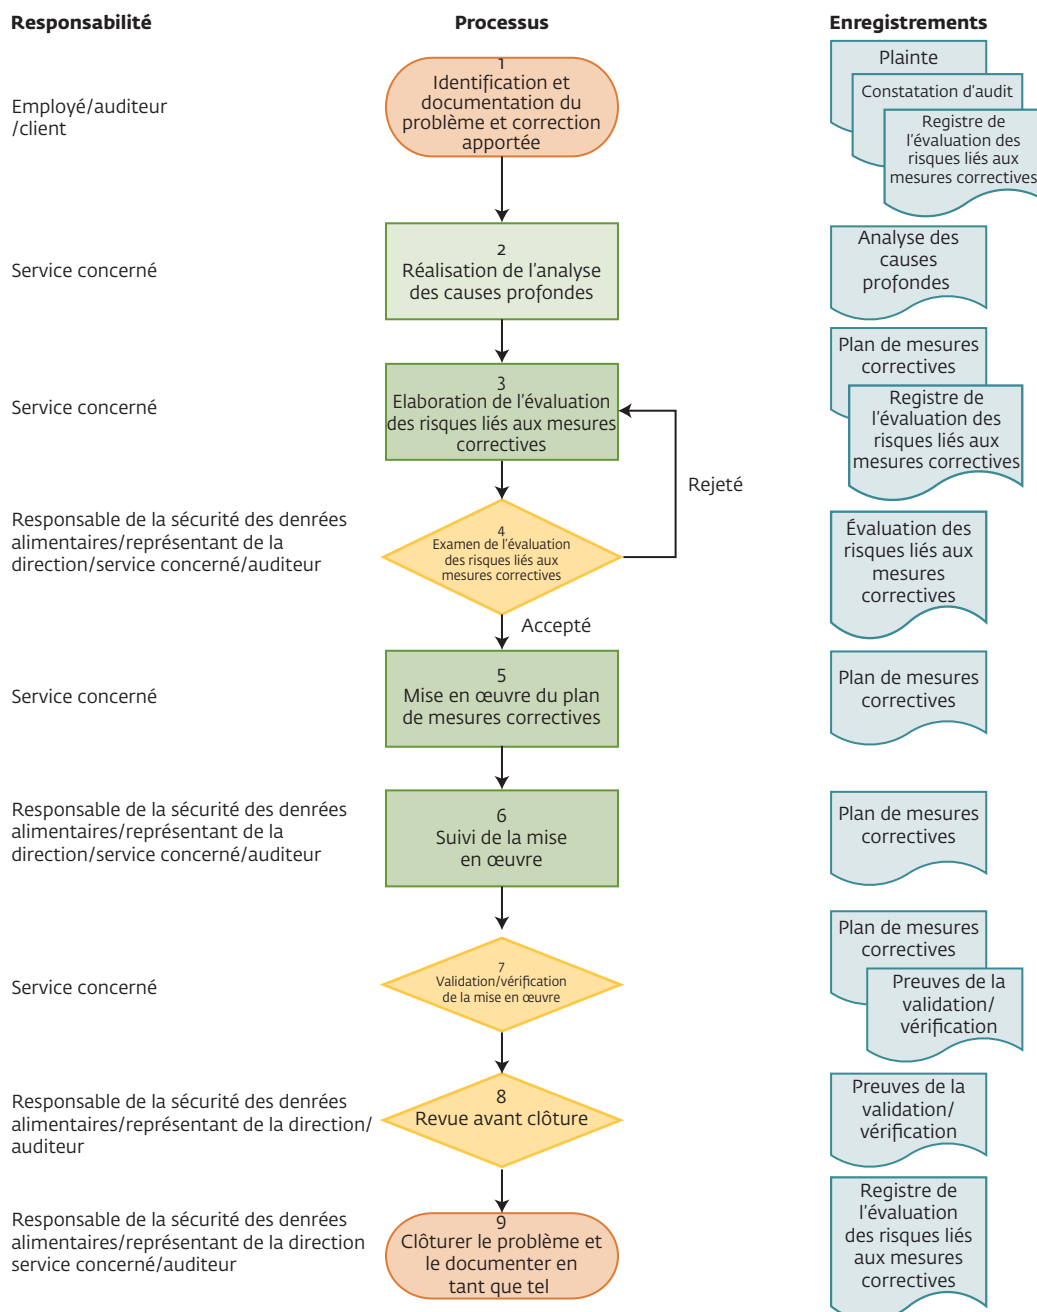 Responsabilité
Processus
Enregistrements
Employé/auditeur
/client
1
Identification et
documentation du
problème et correction
apportée
Plainte
Constatation d'audit
Registre de
l'évaluation des
risques liés aux
mesures correctives
Service concerné
2
Réalisation de l'analyse
des causes profondes
Analyse des
causes
profondes
Service concerné
3
Elaboration de l'évaluation
des risques liés aux mesures
correctives
Plan de mesures
correctives
Registre de
l'évaluation des
risques liés aux
mesures correctives
Rejeté
Responsable de la sécurité des denrées
alimentaires/représentant de la
direction/service concerné/auditeur
4
Examen de l'évaluation
des risques liés aux
mesures correctives
Évaluation des
risques liés aux
mesures
correctives
Accepté
Service concerné
5
Mise en œuvre du plan
de mesures correctives
Plan de mesures
correctives
Responsable de la sécurité des denrées
alimentaires/représentant de la
direction/service concerné/auditeur
6
Suivi de la mise
en œuvre
Plan de mesures
correctives
Service concerné
7
Validation/vérification
de la mise en œuvre
Plan de mesures
correctives
Preuves de la
validation/
vérification
Responsable de la sécurité des denrées
alimentaires/représentant de la direction/
auditeur
8
Revue avant clôture
Preuves de la
validation/
vérification
Responsable de la sécurité des denrées
alimentaires/représentant de la direction
service concerné/auditeur
9
Clôturer le problème et
le documenter en
tant que tel
Registre de
l'évaluation
des risques liés
aux mesures
correctives